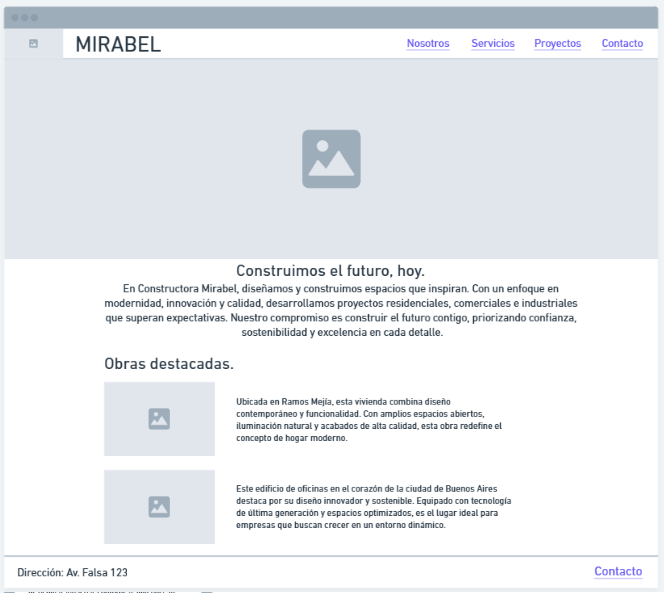 MIRABEL
Nosotros Servicios Proyectos Contacto
Construimos el futuro, hoy.
En Constructora Mirabel, diseñamos y construimos espacios que inspiran. Con un enfoque en
modernidad, innovación y calidad, desarrollamos proyectos residenciales, comerciales e industriales
que superan expectativas. Nuestro compromiso es construir el futuro contigo, priorizando confianza,
sostenibilidad y excelencia en cada detalle.
Obras destacadas.
Ubicada en Ramos Mejía, esta vivienda combina diseño
contemporáneo y funcionalidad. Con amplios espacios abiertos,
iluminación natural y acabados de alta calidad, esta obra redefine el
concepto de hogar moderno.
Este edificio de oficinas en el corazón de la ciudad de Buenos Aires
destaca por su diseño innovador y sostenible. Equipado con tecnología
de última generación y espacios optimizados, es el lugar ideal para
empresas que buscan crecer en un entorno dinámico.
Dirección: Av. Falsa 123
Contacto